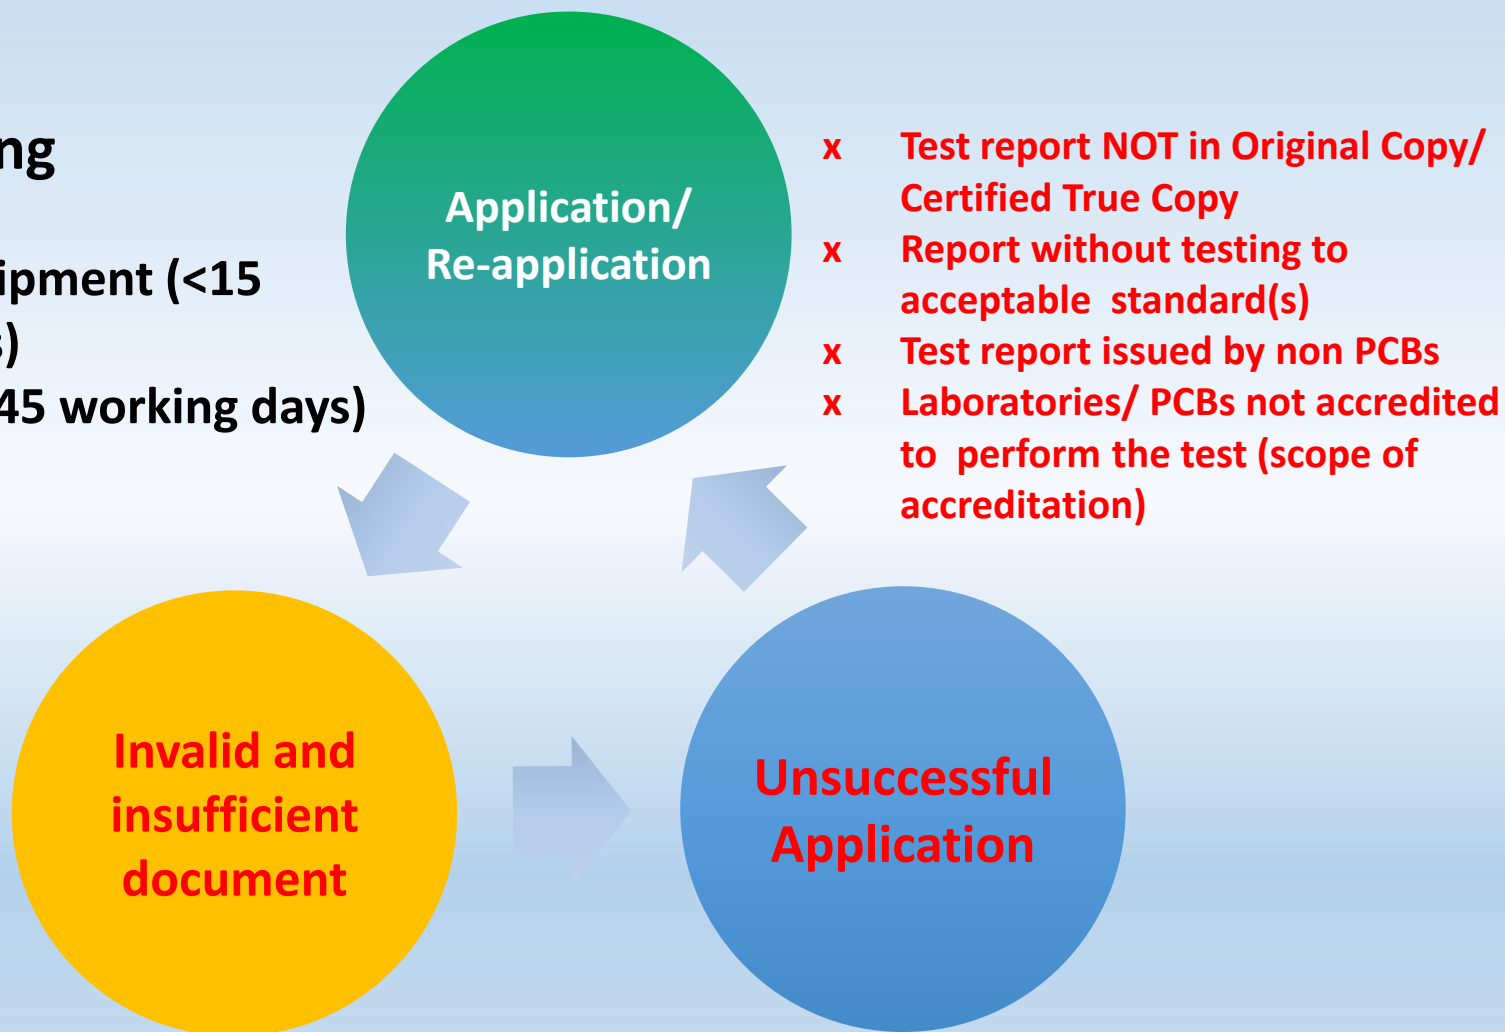 ng
ipment (<15
s)
45 working days)
Application/
Re-application
x Test report NOT in Original Copy/
Certified True Copy
x Report without testing to
acceptable standard(s)
x Test report issued by non PCBs
x Laboratories/ PCBs not accredited
to perform the test (scope of
accreditation)
Invalid and
insufficient
document
Unsuccessful
Application